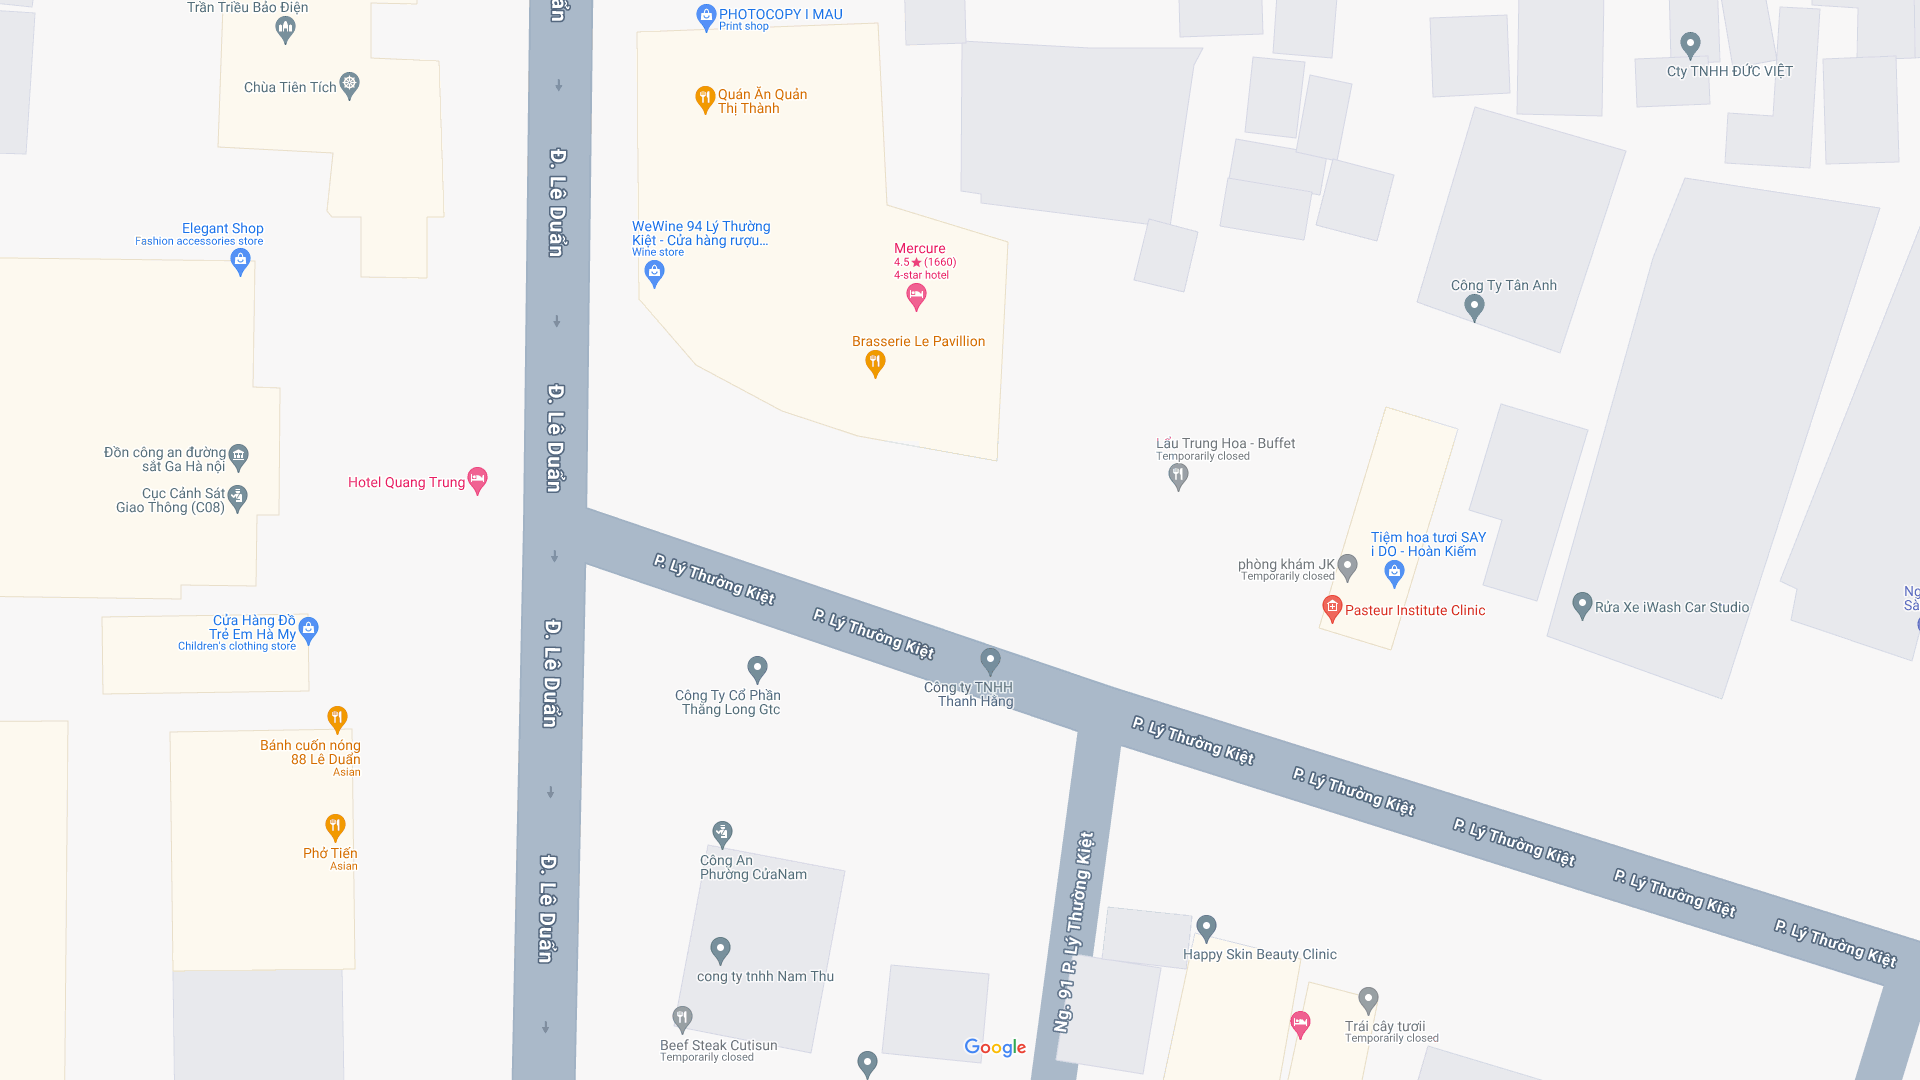 Trần Triều Bảo Điện
Chùa Tiên Tích
PHOTOCOPY I MAU
Print shop
Quán Ăn Quản
Thị Thành
Cty TNHH ĐỨC VIỆT
Đ. Lê Duẩn
Elegant Shop
Fashion accessories store
WeWine 94 Lý Thường
Kiệt - Cửa hàng rượu...
Wine store
Mercure
4.5★(1660)
4-star hotel
Công Ty Tân Anh
Brasserie Le Pavillion
Đ. Lê Duẩn
Đồn công an đường
sắt Ga Hà nội
Cục Cảnh Sát
Giao Thông (C08)
Hotel Quang Trung
Lẩu Trung Hoa - Buffet
Temporarily closed
Tiệm hoa tươi SAY
i DO - Hoàn Kiếm
phòng khám JK
Temporarily closed
Pasteur Institute Clinic
Rửa Xe iWash Car Studio
P. Lý Thường Kiệt
P. Lý Thường Kiệt
Cửa Hàng Đồ
Trẻ Em Hà My
Children's clothing store
Đ. Lê Duẩn
Công Ty Cổ Phần
Thăng Long Gtc
Công ty TNHH
Thanh Hằng
P. Lý Thường Kiệt
P. Lý Thường Kiệt
P. Lý Thường Kiệt
P. Lý Thường Kiệt
P. Lý Thường Kiệt
Bánh cuốn nóng
88 Lê Duẩn
Asian
Phở Tiến
Asian
Đ. Lê Duẩn
Công An
Phường CửaNam
cong ty tnhh Nam Thu
Ng. 91 P. Lý Thường Kiệt
Happy Skin Beauty Clinic
Trái cây tươii
Temporarily closed
Beef Steak Cutisun
Temporarily closed
Google